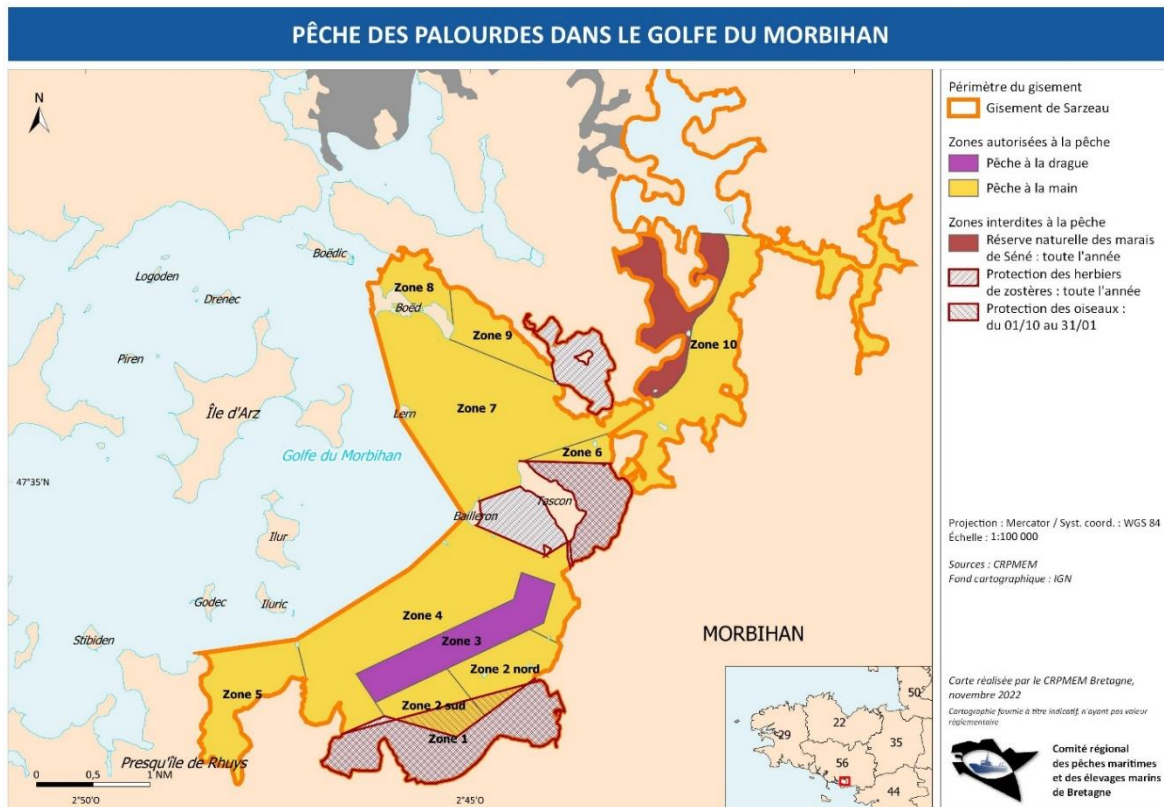 PÊCHE DES PALOURDES DANS LE GOLFE DU MORBIHAN
N
Boëdic
Logoden
Drenec
Zone 8
Boëd
Zone 9
Piren
Zone 10
Île d'Arz
Lern
Zone 7
Golfe du Morbihan
Zone 6
47°35'N
Tascon
Bailleron
Ilur
Godec
Iluric
Zone 4
Stibiden
Zone 3
MORBIHAN
Zone 2 nord
Zone 5
Zone 2 sud
Zone 1
Presqu'île de Rhuys
0
0,5
1 NM
2°50'O
2°45'O
50
22
29
35
56
44
Périmètre du gisement
Gisement de Sarzeau
Zones autorisées à la pêche
Pêche à la drague
Pêche à la main
Zones interdites à la pêche
Réserve naturelle des marais
de Séné : toute l'année
Protection des herbiers
de zostères : toute l'année
Protection des oiseaux :
du 01/10 au 31/01
Projection : Mercator / Syst. coord. : WGS 84
Échelle : 1:100 000
Sources : CRPMEM
Fond cartographique : IGN
Carte réalisée par le CRPMEM Bretagne,
novembre 2022
Cartographie fournie à titre indicatif, n'ayant pas valeur
règlementaire
Comité régional
des pêches maritimes
et des élevages marins
de Bretagne